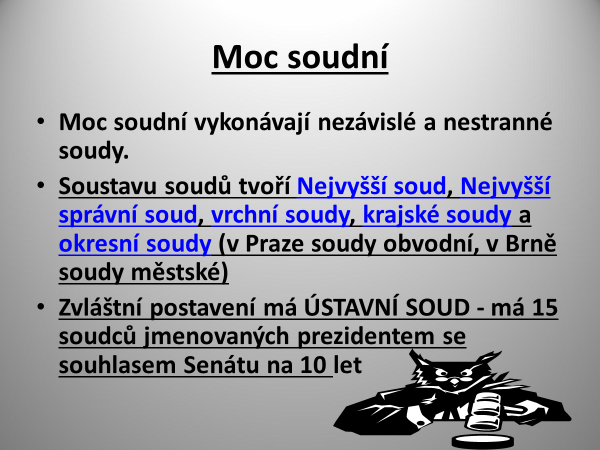 Moc soudní
• Moc soudní vykonávají nezávislé a nestranné
soudy.
• Soustavu soudů tvoří Nejvyšší soud, Nejvyšší
správní soud, vrchní soudy, krajské soudy a
okresní soudy (v Praze soudy obvodní, v Brně
soudy městské)
• Zvláštní postavení má ÚSTAVNÍ SOUD - má 15
soudců jmenovaných prezidentem se
souhlasem Senátu na 10 let